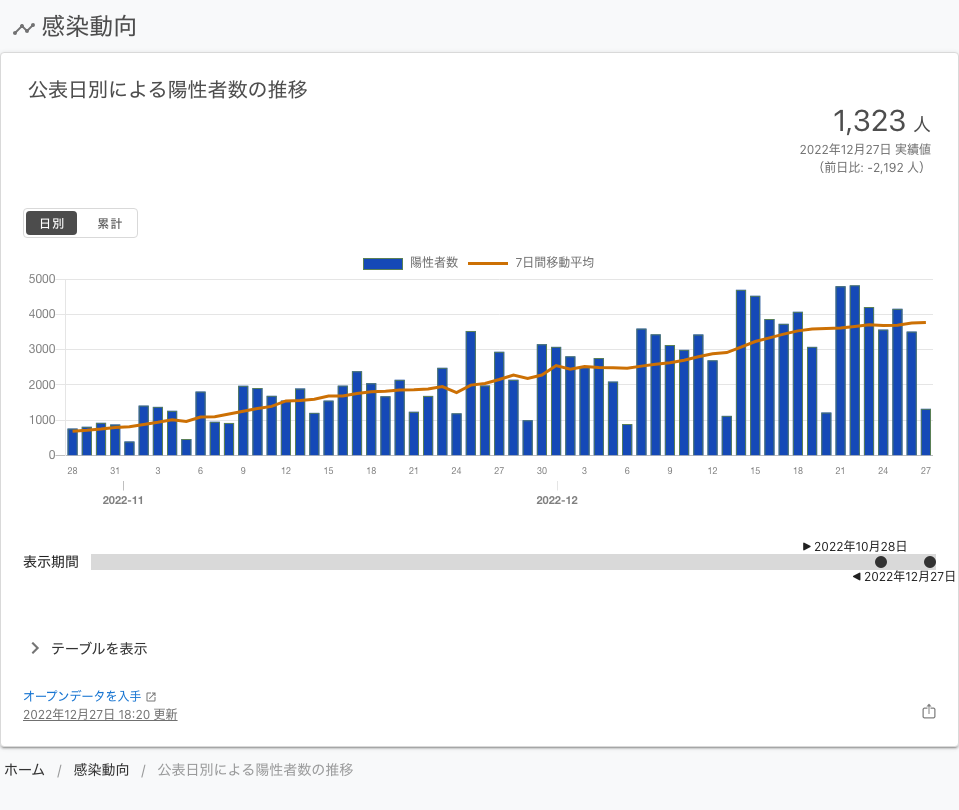 感染動向
公表日別による陽性者数の推移
1,323 人
2022年12月27日 実績値
（前日比: -2,192 人）
日別 累計
陽性者数 7日間移動平均
5000
4000
3000
2000
1000
0
28 31 3 6 9 12 15 18 21 24 27 30 3 6 9 12 15 18 21 24 27
2022-11 2022-12
2022年10月28日
表示期間
2022年12月27日
テーブルを表示
オープンデータを入手
2022年12月27日 18:20 更新
ホーム / 感染動向 / 公表日別による陽性者数の推移